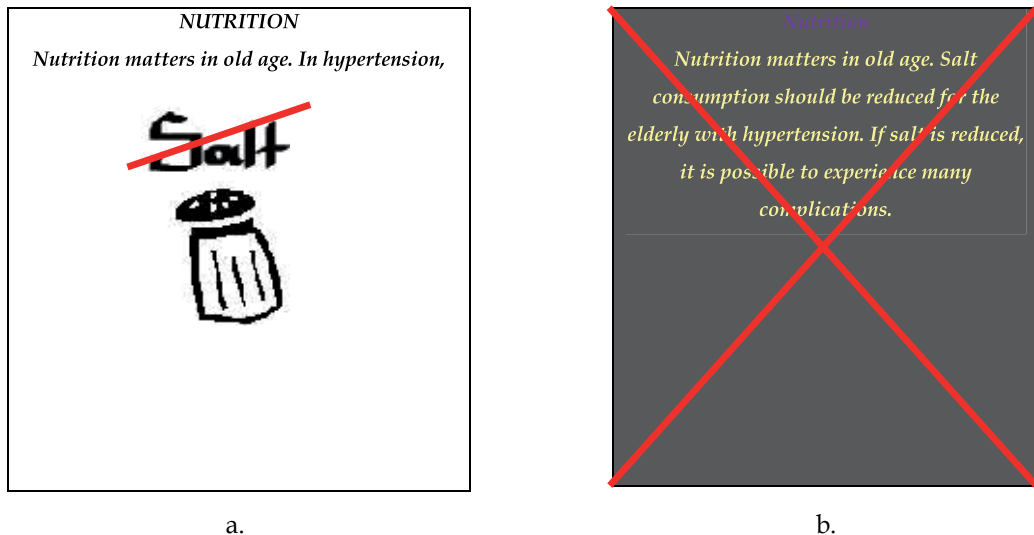 NUTRITION
Nutrition matters in old age. In hypertension,
Salt
a.
Nutrition
Nutrition matters in old age. Salt
consumption should be reduced for the
elderly with hypertension. If salt is reduced,
it is possible to experience many
complications.
b.